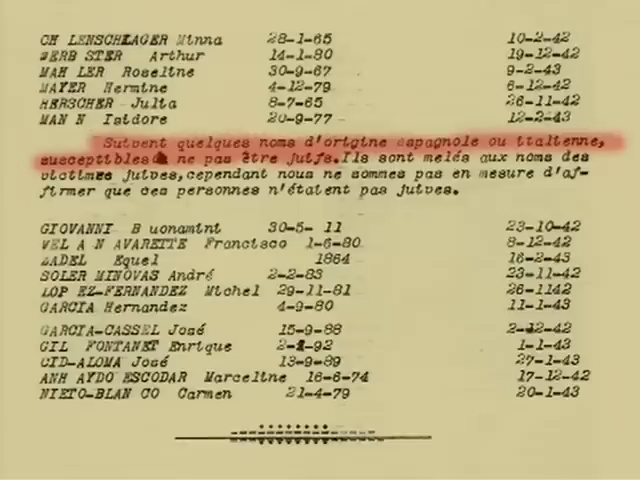 OH LENSCHLAGER Minna 28-1-65 10-2-42
WERB STER Arthur 14-1-80 19-12-42
MAH LER Roseline 30-9-67 9-2-43
MAYER Hermine 4-12-79 6-12-42
HERSCHER Julia 8-7-65 26-11-42
MAN N Isidore 20-9-77 12-2-43
Suivent quelques noms d'origine espagnole ou italienne,
susceptibles de ne pas être juifs. Ils sont melés aux noms des
victimes juives, cependant nous ne sommes pas en mesure d'af-
firmer que ces personnes n'étaient pas juives.
GIOVANNI B uonamini 30-5- 11 23-10-42
VEL A N AVARETTE Francisco 1-6-80 8-12-42
ZADEL Equel 1864 16-2-43
SOLER MINOVAS André 2-2-83 23-11-42
LOP EZ-FERNANDEZ Michel 29-11-81 26-1142
GARCIA Hernandez 4-9-80 11-1-43
GARCIA-CASSEL José 15-9-88 2-12-42
GIL FONTANET Enrique 2-1-92 1-1-43
CID-ALOMA José 13-9-89 27-1-43
ANH AYDO ESCODAR Marceline 16-6-74 17-12-42
NIETO-BLAN CO Carmen 21-4-79 20-1-43